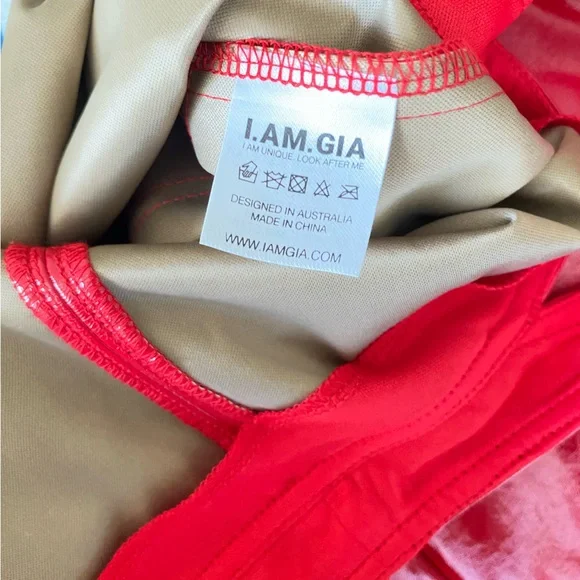 I.AM.GIA
I AM UNIQUE. LOOK AFTER ME
DESIGNED IN AUSTRALIA
MADE IN CHINA
WWW.IAMGIA.COM